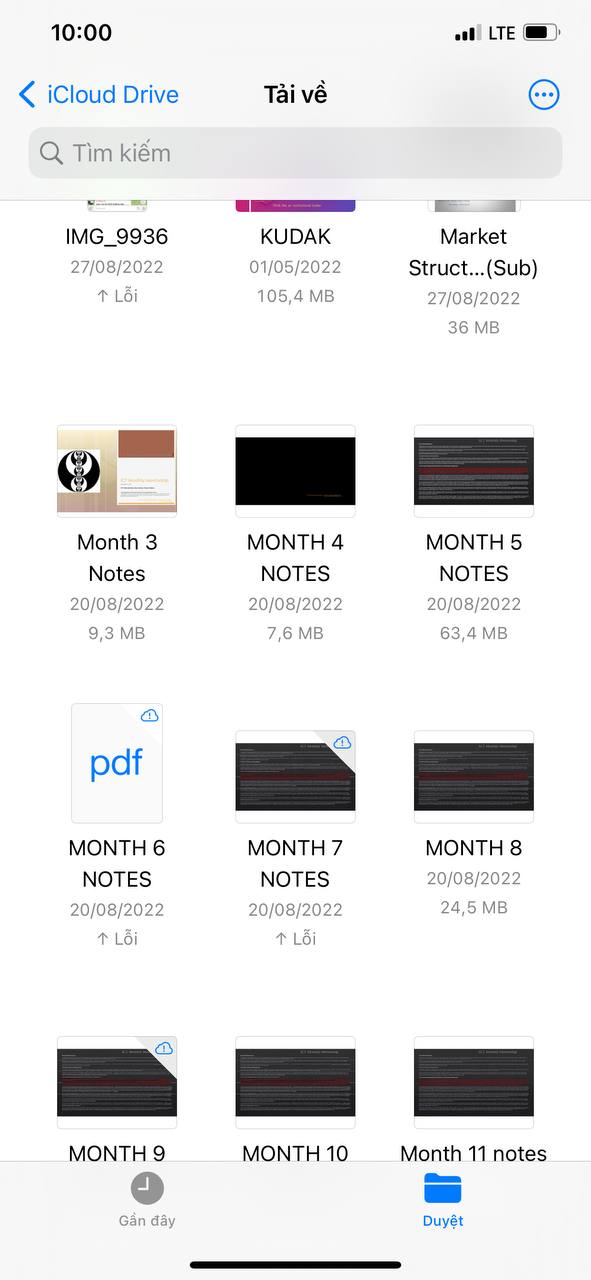 10:00
LTE
iCloud Drive
Tải về
Tìm kiếm
IMG_9936
27/08/2022
↑ Lỗi
KUDAK
01/05/2022
105,4 MB
Market
Struct...(Sub)
27/08/2022
36 MB
Month 3
Notes
20/08/2022
9,3 MB
MONTH 4
NOTES
20/08/2022
7,6 MB
MONTH 5
NOTES
20/08/2022
63,4 MB
pdf
MONTH 6
NOTES
20/08/2022
↑ Lỗi
MONTH 7
NOTES
20/08/2022
↑ Lỗi
MONTH 8
20/08/2022
24,5 MB
MONTH 9
MONTH 10
Month 11 notes
Gần đây
Duyệt